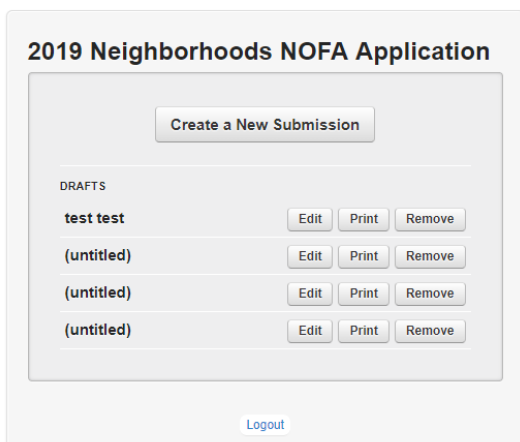 2019 Neighborhoods NOFA Application
Create a New Submission
DRAFTS
test test Edit Print Remove
(untitled) Edit Print Remove
(untitled) Edit Print Remove
(untitled) Edit Print Remove
Logout